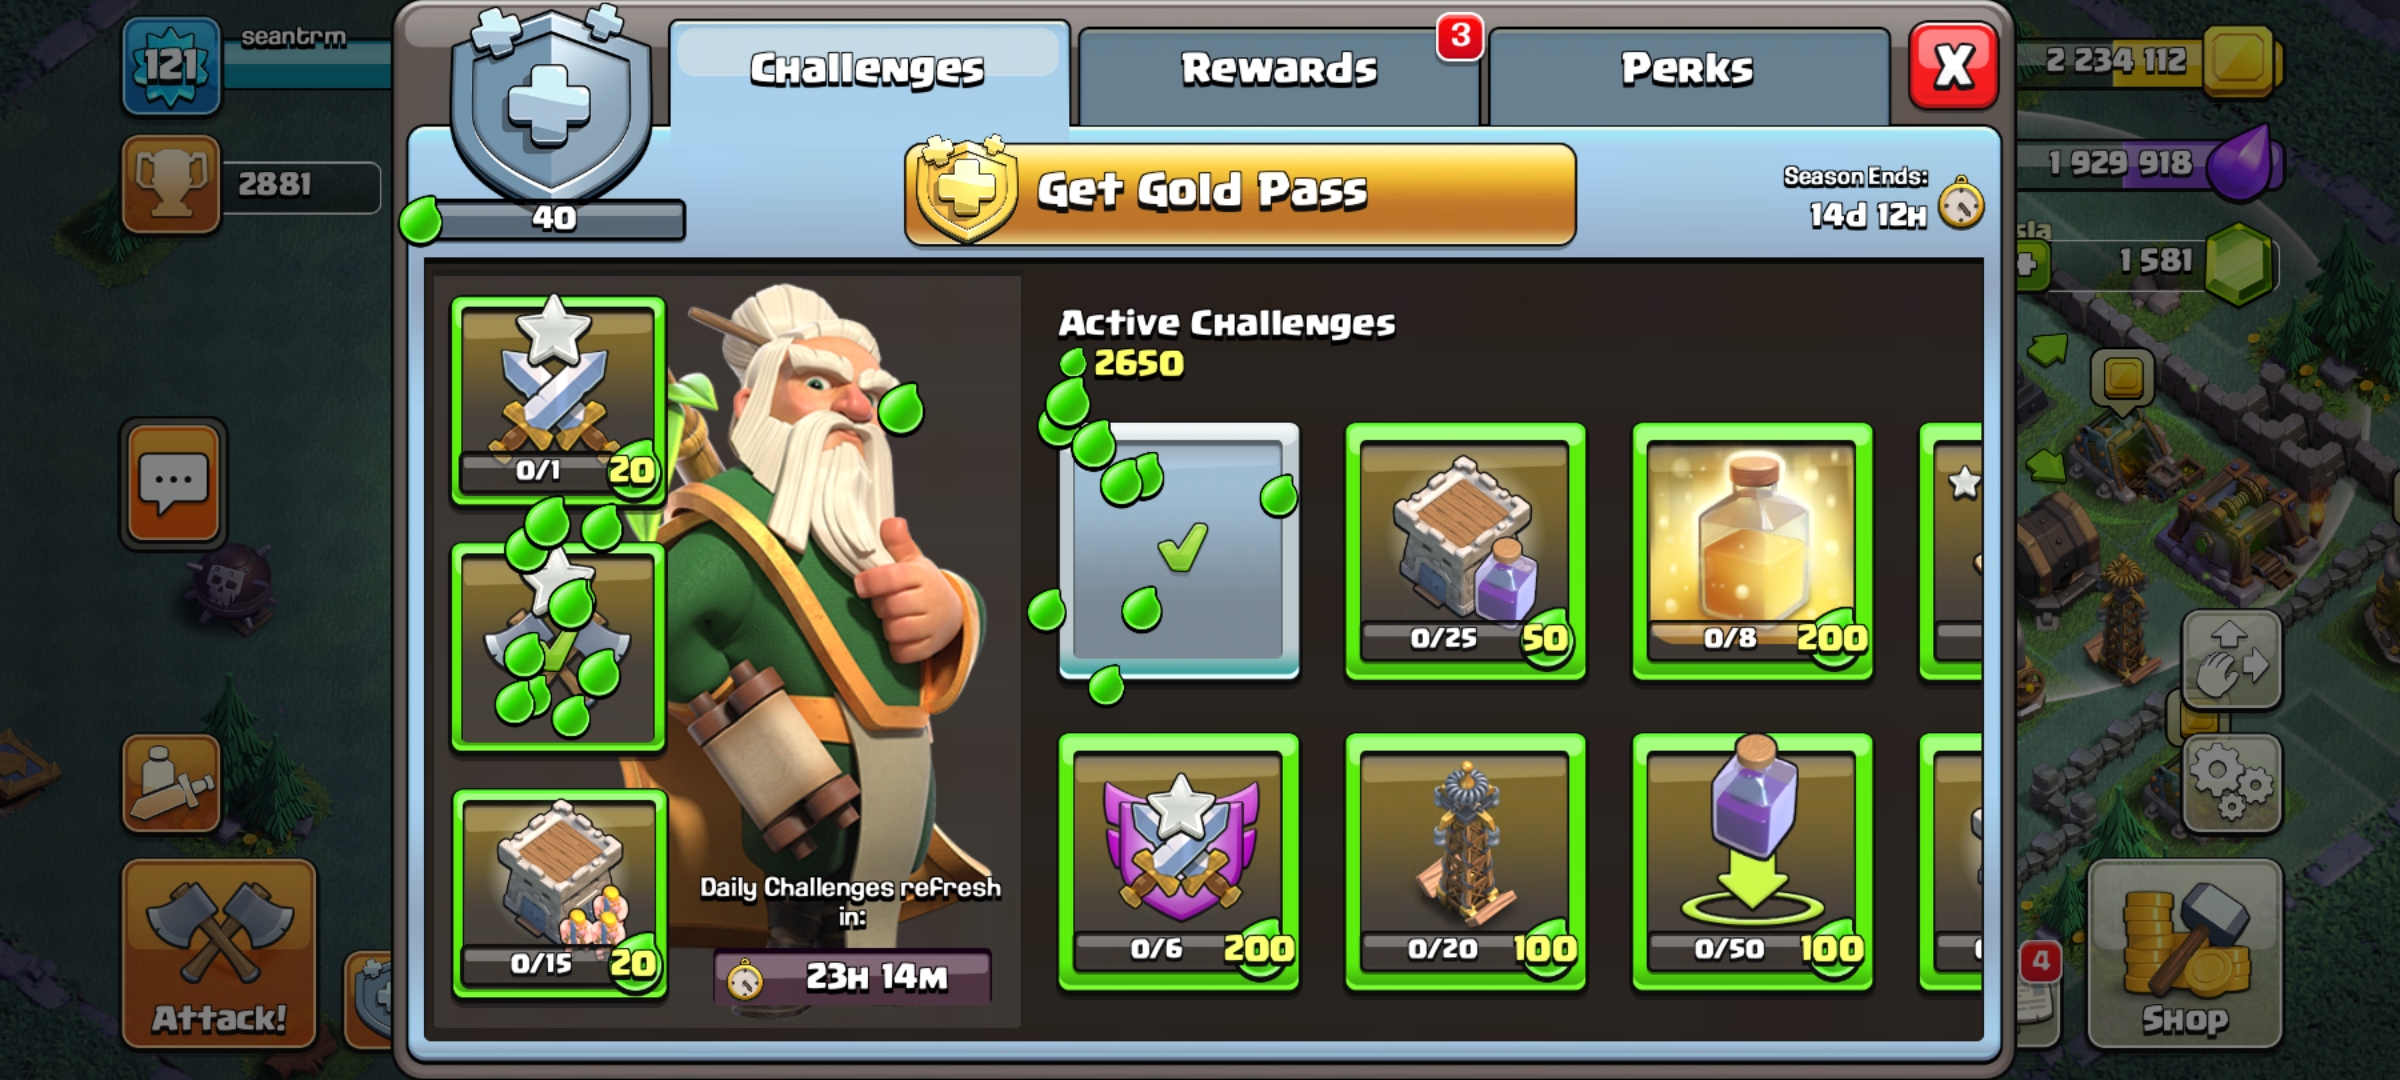 121
seantrm
2881
Challenges
Rewards
3
Perks
X
2 234 112
1 929 918
1 581
40
Get Gold Pass
Season Ends:
14d 12h
Active Challenges
2650
0/1
20
0/15
20
Daily Challenges refresh
in:
23h 14m
0/25
50
0/8
200
0/6
200
0/20
100
0/50
100
Attack!
4
Shop